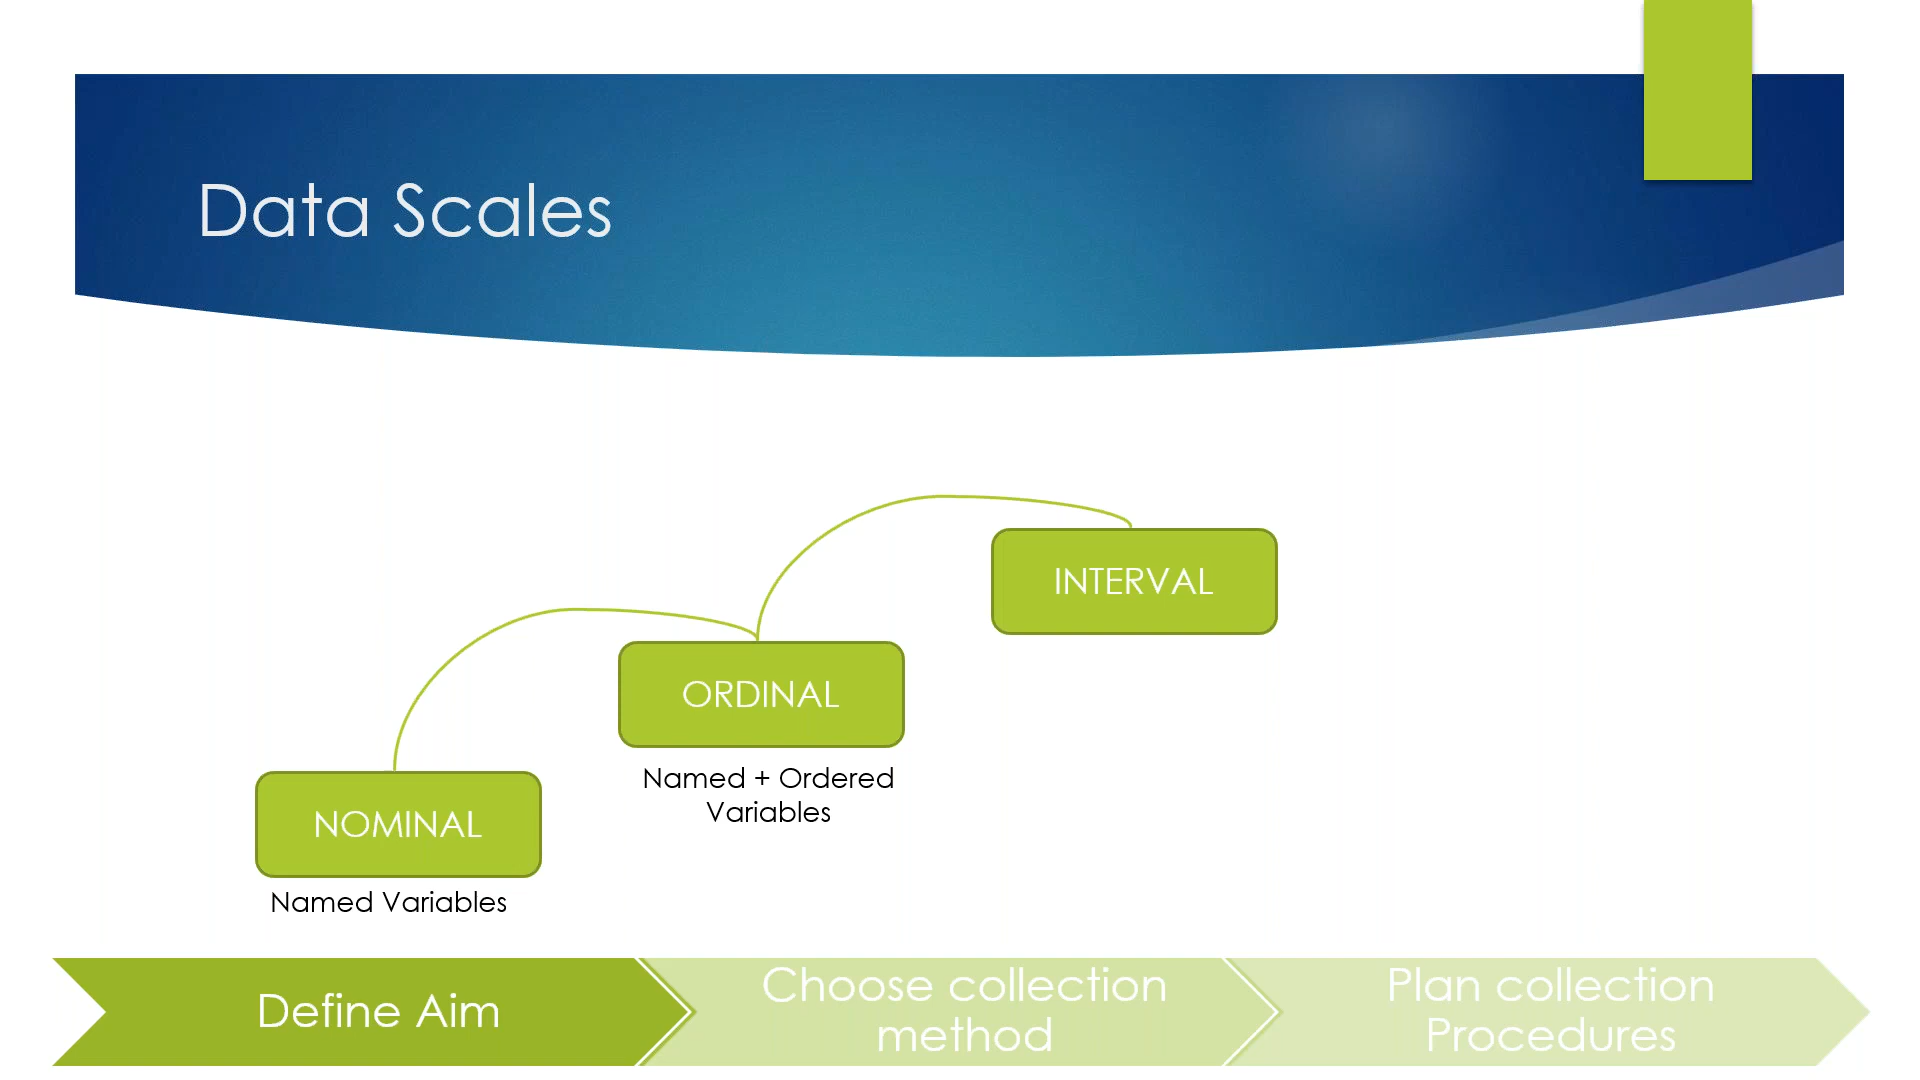 Data Scales
INTERVAL
ORDINAL
Named + Ordered
Variables
NOMINAL
Named Variables
Define Aim
Choose collection
method
Plan collection
Procedures